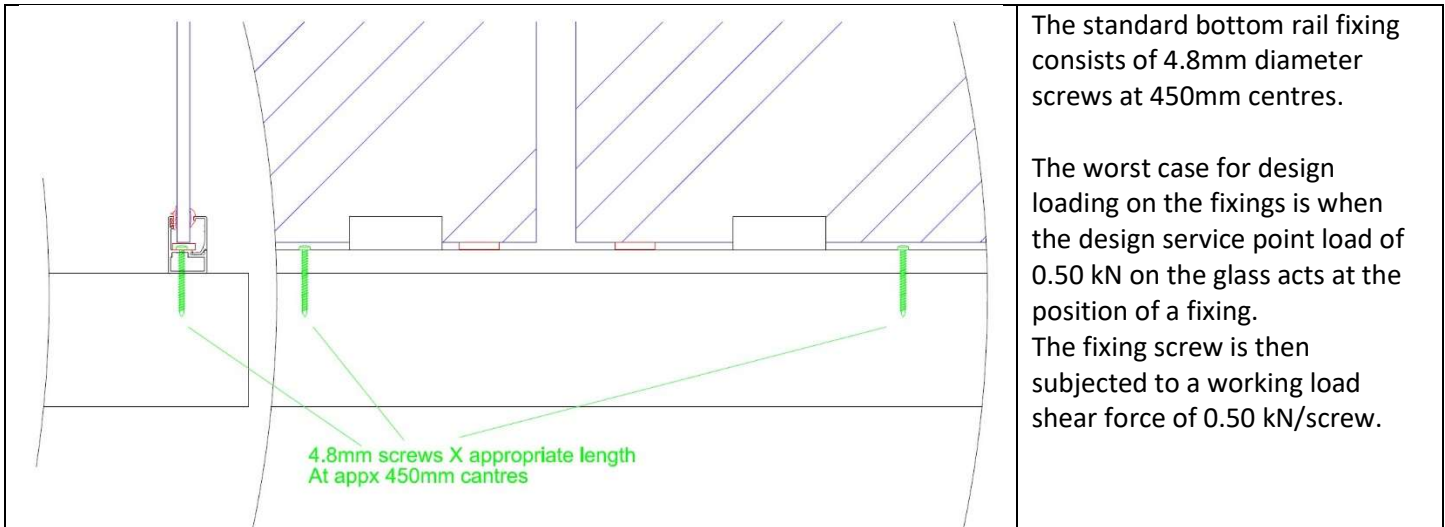 The standard bottom rail fixing
consists of 4.8mm diameter
screws at 450mm centres.
The worst case for design
loading on the fixings is when
the design service point load of
0.50 kN on the glass acts at the
position of a fixing.
The fixing screw is then
subjected to a working load
shear force of 0.50 kN/screw.
4.8mm screws X appropriate length
At appx 450mm cantres